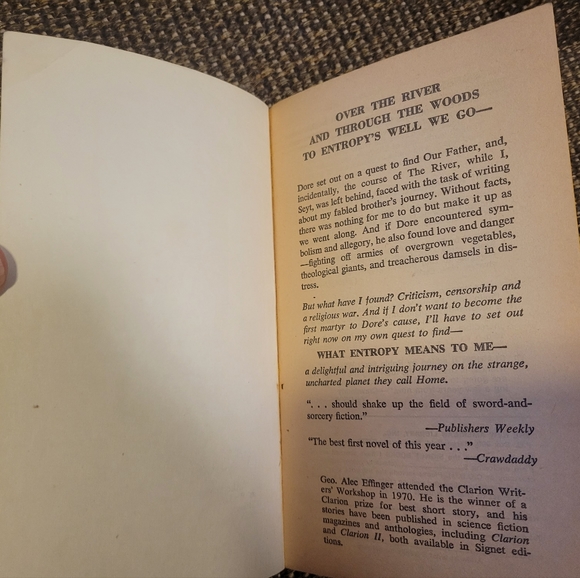 OVER THE RIVER
AND THROUGH THE WOODS
TO ENTROPY'S WELL WE GO—
Dore set out on a quest to find Our Father, and,
incidentally, the course of The River, while I,
Seyt, was left behind, faced with the task of writing
about my fabled brother's journey. Without facts,
there was nothing for me to do but make it up as
we went along. And if Dore encountered sym-
bolism and allegory, he also found love and danger
—fighting off armies of overgrown vegetables,
theological giants, and treacherous damsels in dis-
tress.
But what have I found? Criticism, censorship and
a religious war. And if I don't want to become the
first martyr to Dore's cause, I'll have to set out
right now on my own quest to find—
WHAT ENTROPY MEANS TO ME—
a delightful and intriguing journey on the strange,
uncharted planet they call Home.
". . . should shake up the field of sword-and-
sorcery fiction."
—Publishers Weekly
"The best first novel of this year . . ."
—Crawdaddy
Geo. Alec Effinger attended the Clarion Writ-
ers' Workshop in 1970. He is the winner of a
Clarion prize for best short story, and his
stories have been published in science fiction
magazines and anthologies, including Clarion
and Clarion II, both available in Signet edi-
tions.